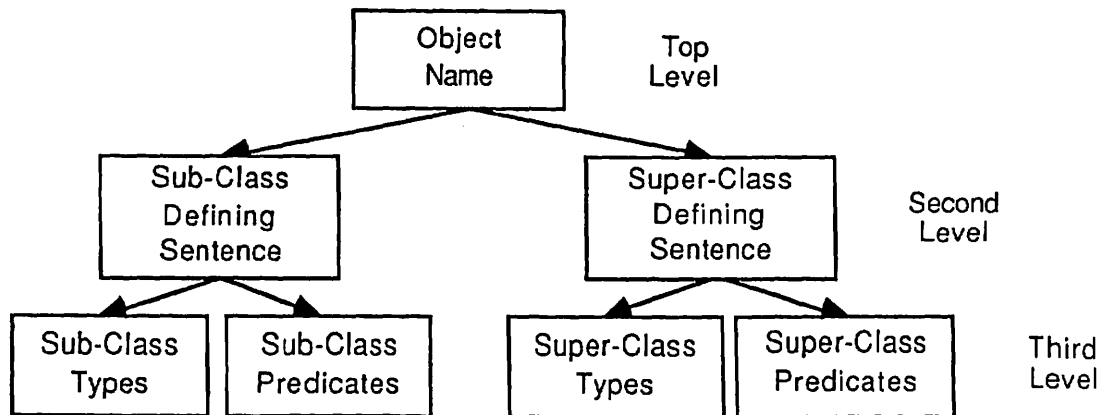 Object
Name
Top
Level
Sub-Class
Defining
Sentence
Super-Class
Defining
Sentence
Second
Level
Sub-Class
Types
Sub-Class
Predicates
Super-Class
Types
Super-Class
Predicates
Third
Level